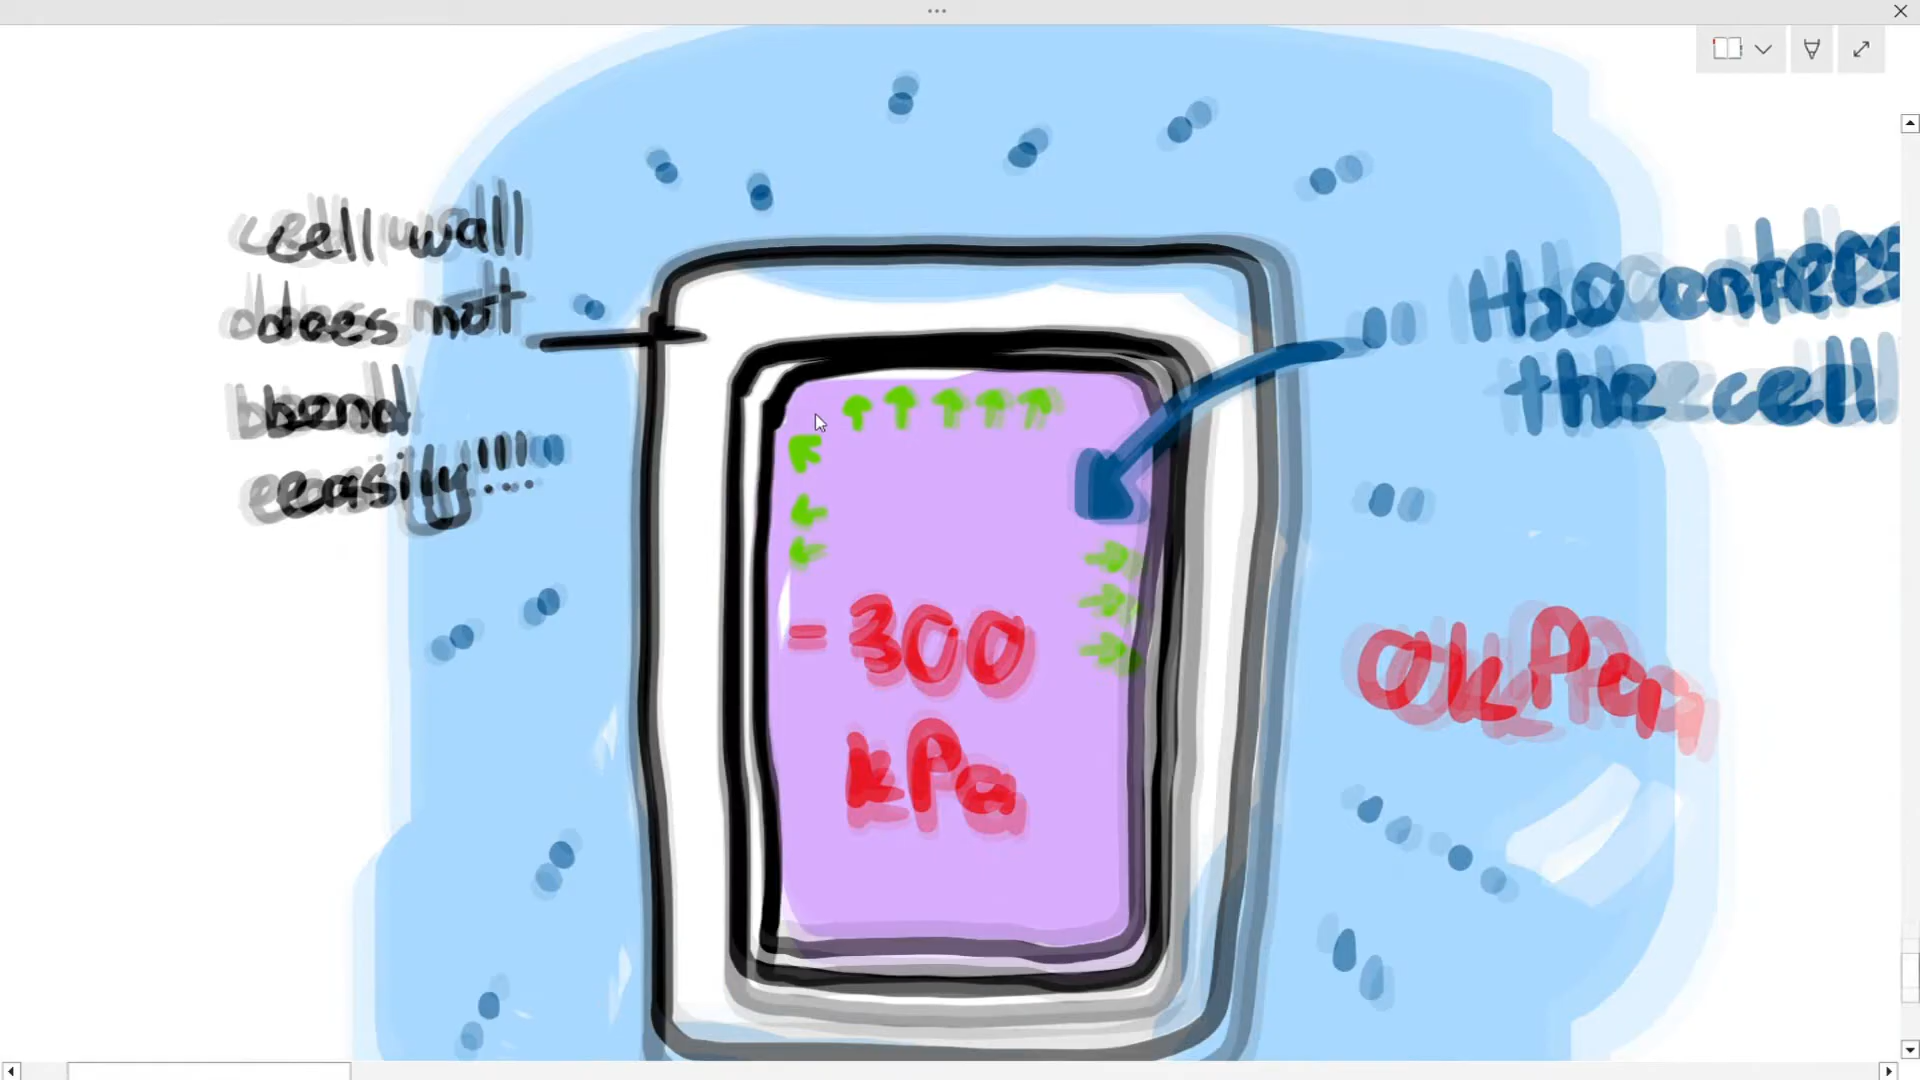 cell wall
does not
bend
easily!!!!
H2O enters
the cell
- 300
kPa
0kPa